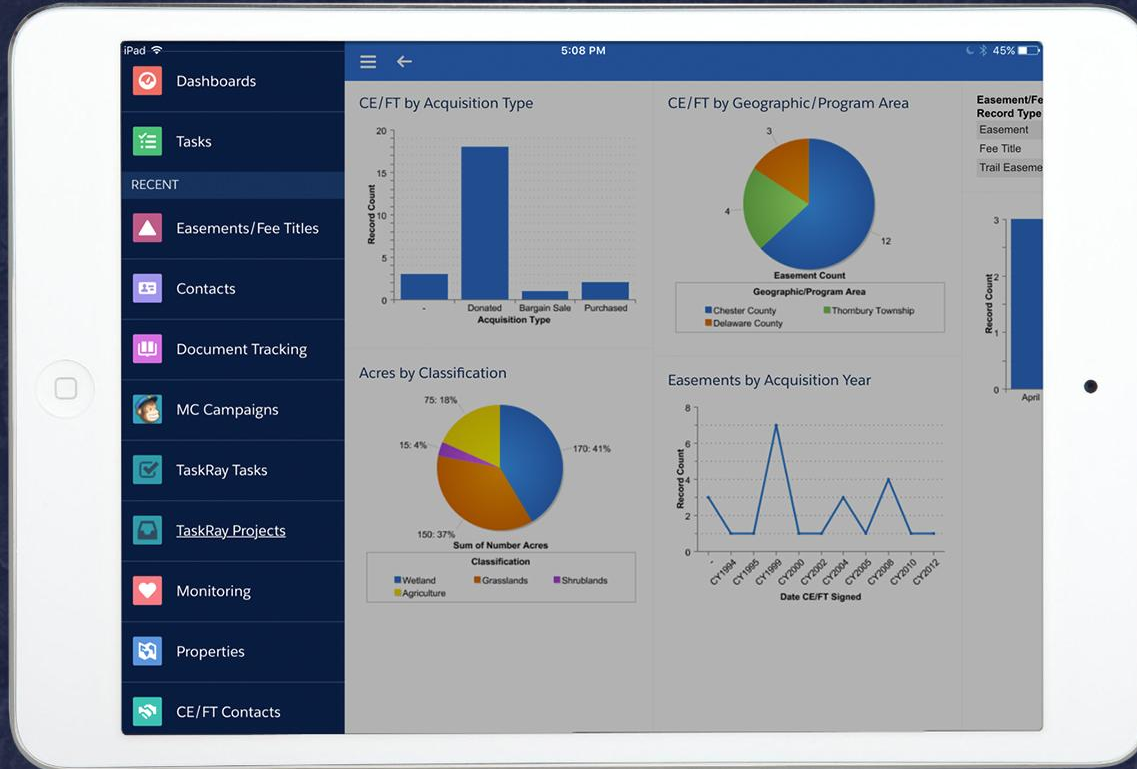 iPad
5:08 PM
45%
Dashboards
Tasks
RECENT
Easements/Fee Titles
Contacts
Document Tracking
MC Campaigns
TaskRay Tasks
TaskRay Projects
Monitoring
Properties
CE/FT Contacts
CE/FT by Acquisition Type
20
15
10
5
0
Record Count
- Donated Bargain Sale Purchased
Acquisition Type
CE/FT by Geographic/Program Area
3
4
12
Easement Count
Geographic/Program Area
Chester County Thornbury Township
Delaware County
Easement/Fe
Record Type
Easement
Fee Title
Trail Easeme
3
2
1
0
Record Count
April
Acres by Classification
75: 18%
15: 4%
170: 41%
150: 37%
Sum of Number Acres
Classification
Wetland Grasslands Shrublands
Agriculture
Easements by Acquisition Year
8
6
4
2
0
Record Count
- CY1994 CY1995 CY1999 CY2000 CY2002 CY2004 CY2005 CY2008 CY2010 CY2012
Date CE/FT Signed